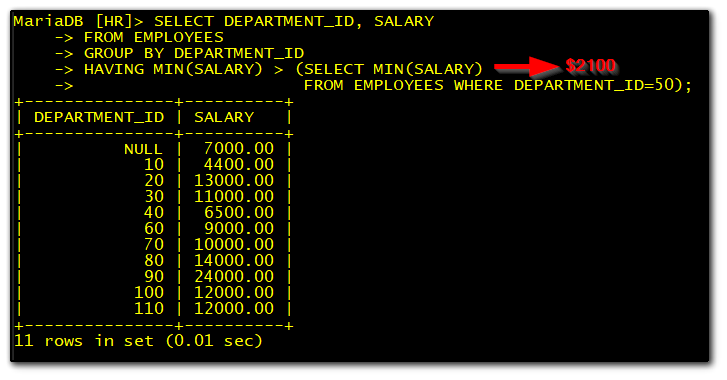 MariaDB [HR]> SELECT DEPARTMENT_ID, SALARY
-> FROM EMPLOYEES
-> GROUP BY DEPARTMENT_ID
-> HAVING MIN(SALARY) > (SELECT MIN(SALARY) $2100
-> FROM EMPLOYEES WHERE DEPARTMENT_ID=50);
+---------------+----------+
| DEPARTMENT_ID | SALARY   |
+---------------+----------+
|          NULL |  7000.00 |
|            10 |  4400.00 |
|            20 | 13000.00 |
|            30 | 11000.00 |
|            40 |  6500.00 |
|            60 |  9000.00 |
|            70 | 10000.00 |
|            80 | 14000.00 |
|            90 | 24000.00 |
|           100 | 12000.00 |
|           110 | 12000.00 |
+---------------+----------+
11 rows in set (0.01 sec)